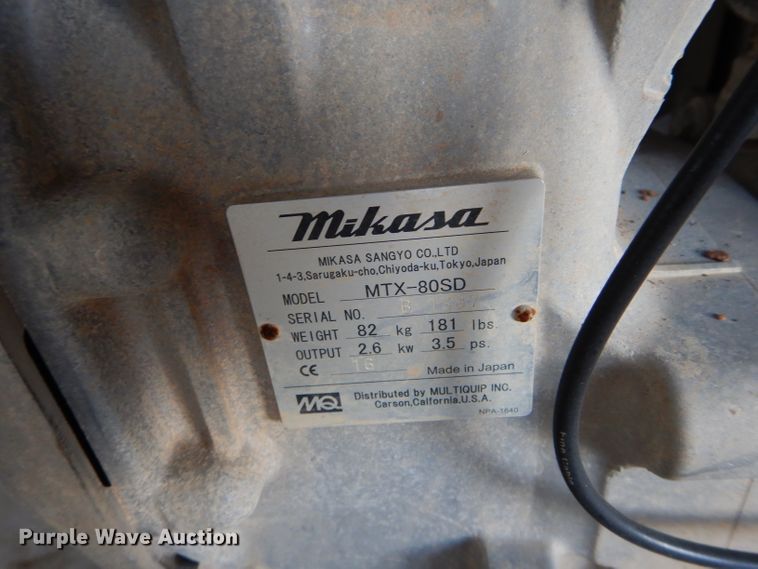 mikasa
MIKASA SANGYO CO.,LTD
1-4-3,Sarugaku-cho,Chiyoda-ku,Tokyo,Japan
MODEL MTX-80SD
SERIAL NO.
WEIGHT 82 kg 181 lbs.
OUTPUT 2.6 kw 3.5 ps.
CE 16 Made in Japan
MQ Distributed by MULTIQUIP INC.
Carson,Calfornia.U.S.A.
NPA-1640
Purple Wave Auction